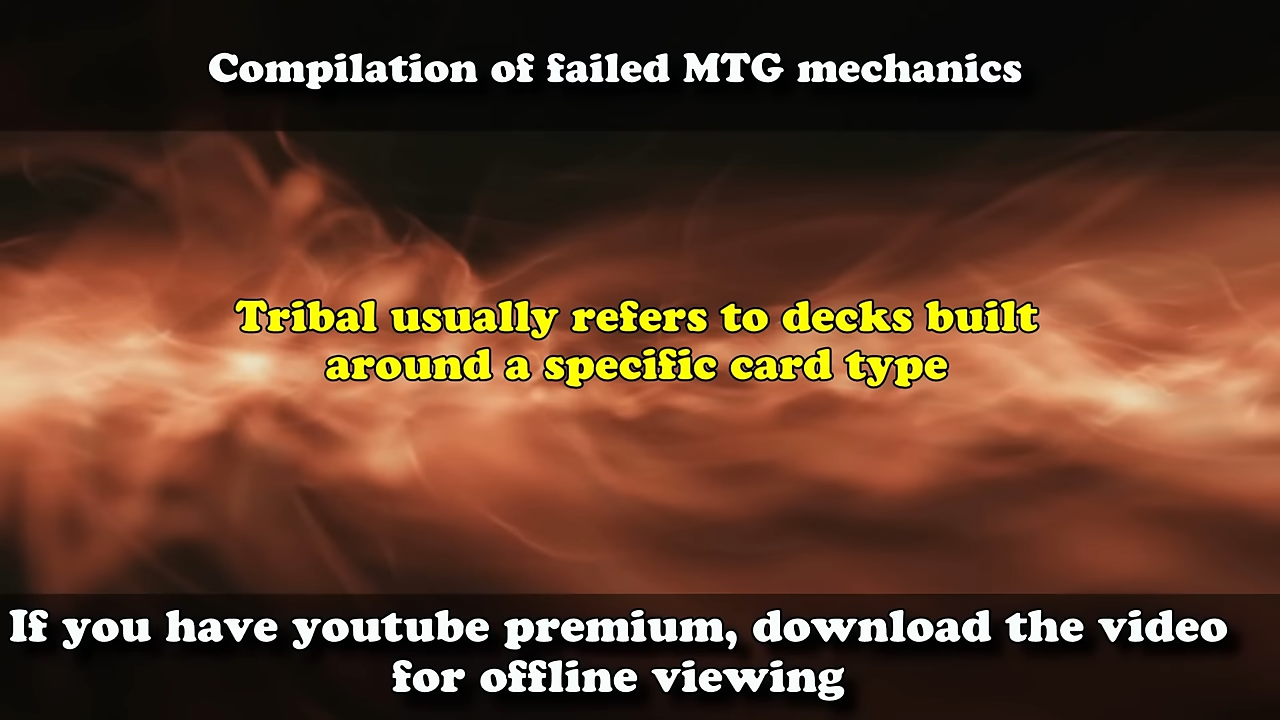 Compilation of failed MTG mechanics
Tribal usually refers to decks built
around a specific card type
If you have youtube premium, download the video
for offline viewing